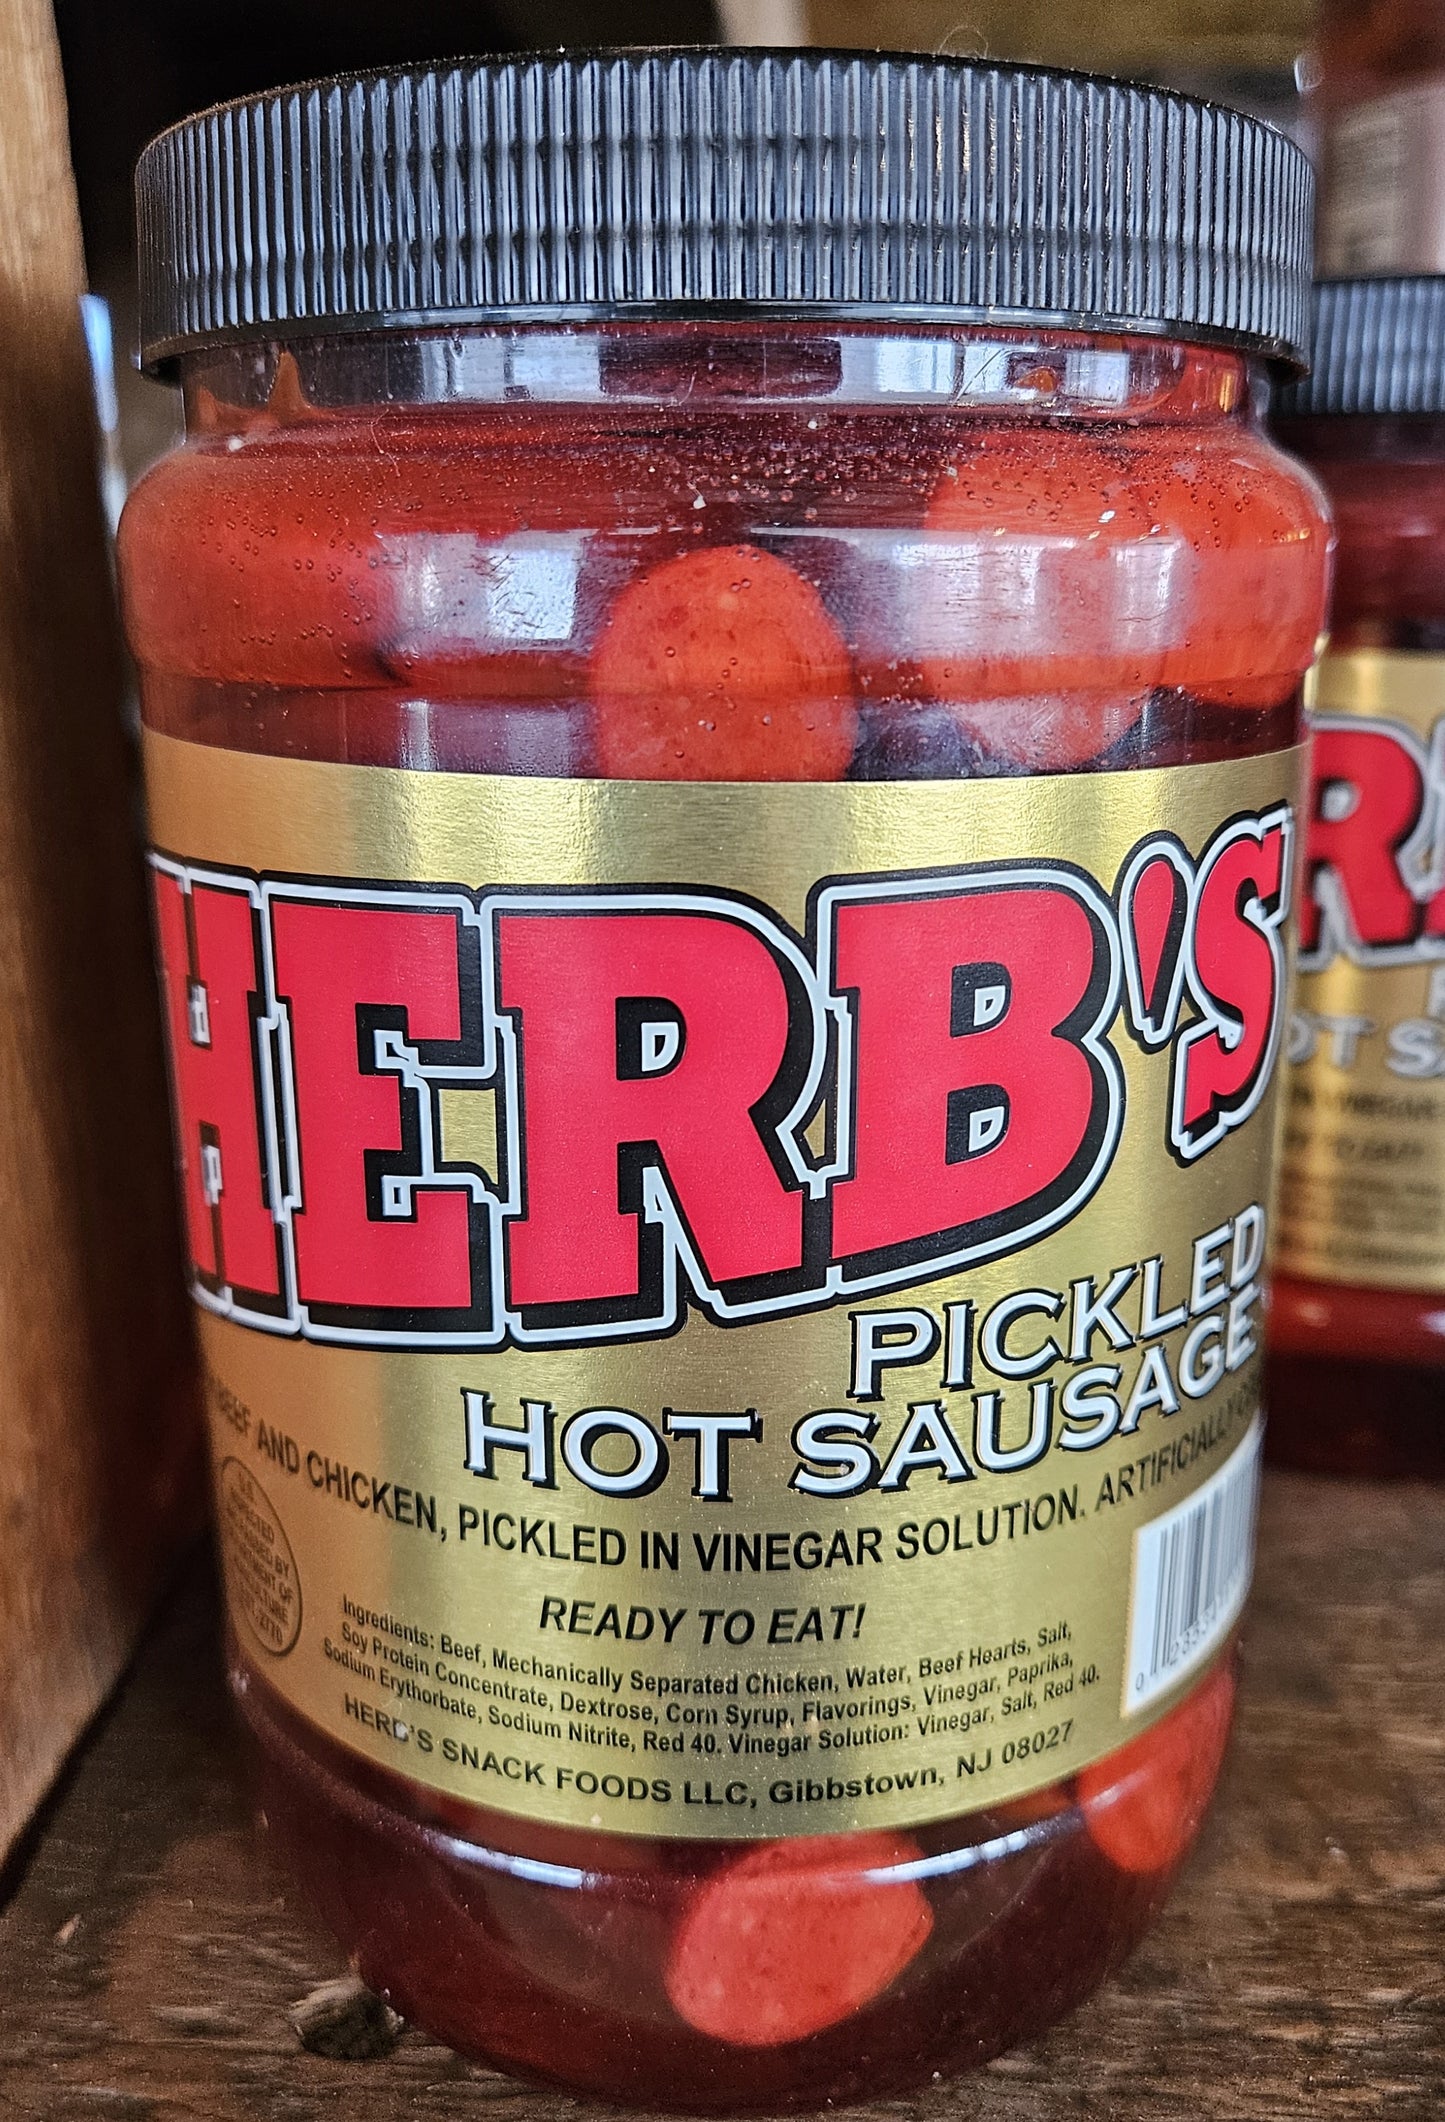 HERB'S
PICKLED
HOT SAUSAGE
BEEF AND CHICKEN, PICKLED IN VINEGAR SOLUTION. ARTIFICIALLY
READY TO EAT!
Ingredients: Beef, Mechanically Separated Chicken, Water, Beef Hearts, Salt,
Soy Protein Concentrate, Dextrose, Corn Syrup, Flavorings, Vinegar, Paprika,
Sodium Erythorbate, Sodium Nitrite, Red 40. Vinegar Solution: Vinegar, Salt, Red 40.
HERB'S SNACK FOODS LLC, Gibbstown, NJ 08027